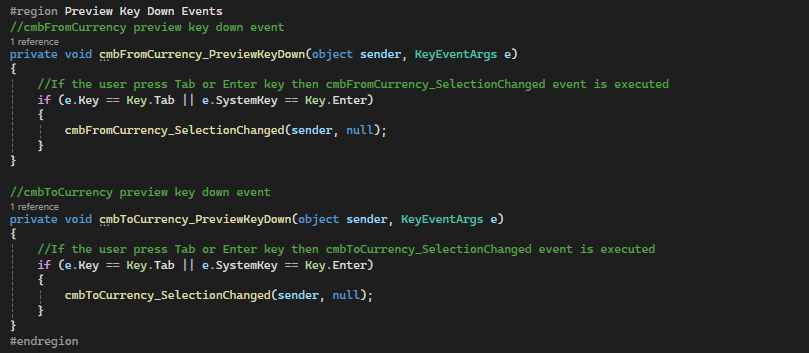 #region Preview Key Down Events
//cmbFromCurrency preview key down event
1 reference
private void cmbFromCurrency_PreviewKeyDown(object sender, KeyEventArgs e)
{
    //If the user press Tab or Enter key then cmbFromCurrency_SelectionChanged event is executed
    if (e.Key == Key.Tab || e.SystemKey == Key.Enter)
    {
        cmbFromCurrency_SelectionChanged(sender, null);
    }
}

//cmbToCurrency preview key down event
1 reference
private void cmbToCurrency_PreviewKeyDown(object sender, KeyEventArgs e)
{
    //If the user press Tab or Enter key then cmbToCurrency_SelectionChanged event is executed
    if (e.Key == Key.Tab || e.SystemKey == Key.Enter)
    {
        cmbToCurrency_SelectionChanged(sender, null);
    }
}
#endregion